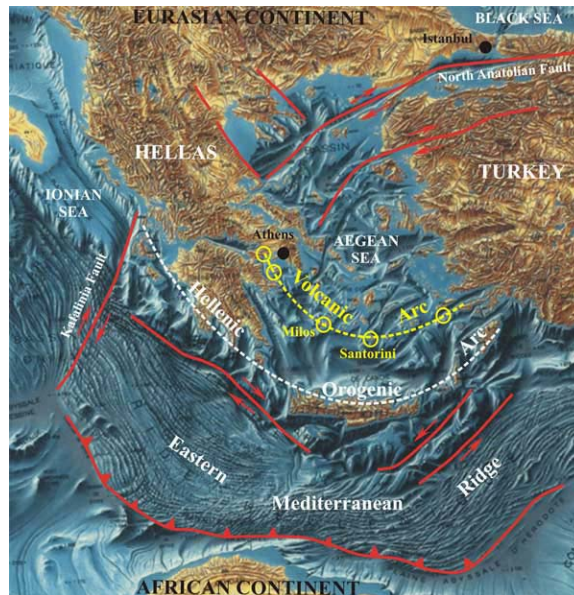 EURASIAN CONTINENT
BLACK SEA
Istanbul
North Anatolian Fault
HELLAS
TURKEY
IONIAN
SEA
Athens
AEGEAN
SEA
Kafalinia Fault
Hellenic
Volcanic
Arc
Milos
Santorini
Arc
Orogenic
Eastern
Mediterranean
Ridge
AFRICAN CONTINENT